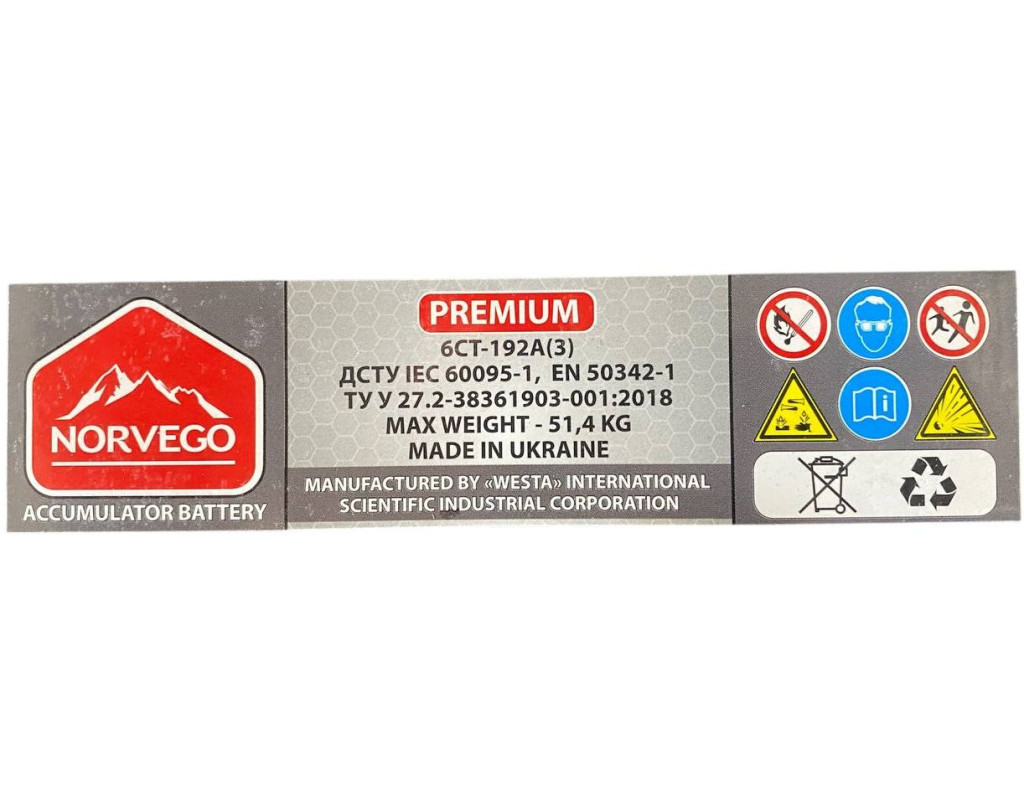 NORVEGO
ACCUMULATOR BATTERY
PREMIUM
6СТ-192А(3)
ДСТУ IEC 60095-1, EN 50342-1
ТУ У 27.2-38361903-001:2018
MAX WEIGHT - 51,4 KG
MADE IN UKRAINE
MANUFACTURED BY «WESTA» INTERNATIONAL
SCIENTIFIC INDUSTRIAL CORPORATION